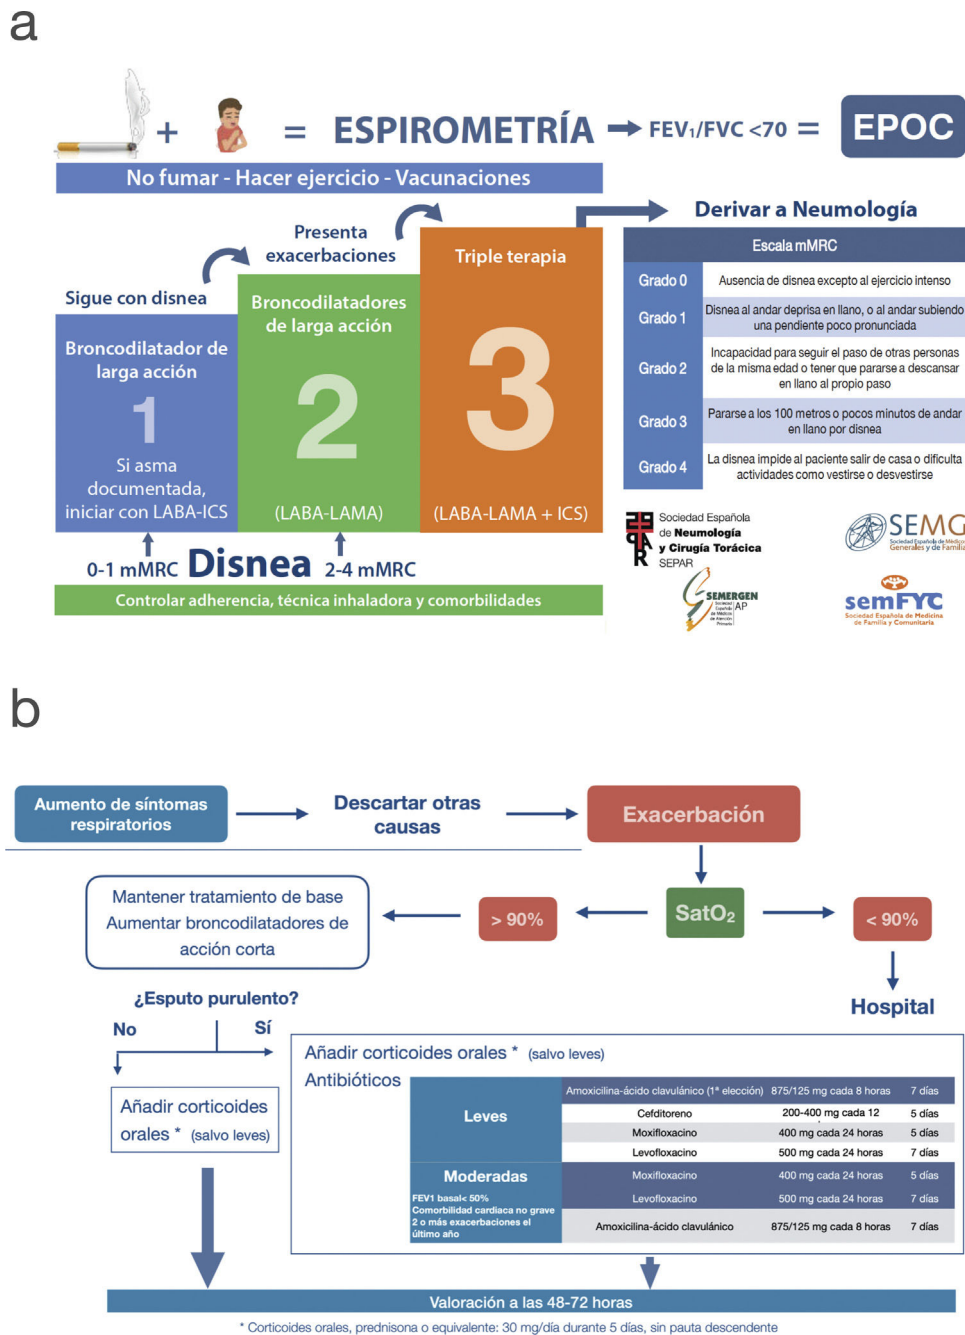 a
+ = ESPIROMETRÍA → FEV₁/FVC <70 = EPOC
No fumar - Hacer ejercicio - Vacunaciones
Derivar a Neumología
Presenta
exacerbaciones
Sigue con disnea
Broncodilatador de
larga acción
1
Si asma
documentada,
iniciar con LABA-ICS
Broncodilatadores
de larga acción
2
(LABA-LAMA)
Triple terapia
3
(LABA-LAMA + ICS)
0-1 mMRC Disnea 2-4 mMRC
Controlar adherencia, técnica inhaladora y comorbilidades
Escala mMRC
Grado 0 Ausencia de disnea excepto al ejercicio intenso
Grado 1 Disnea al andar deprisa en llano, o al andar subiendo
una pendiente poco pronunciada
Grado 2 Incapacidad para seguir el paso de otras personas
de la misma edad o tener que pararse a descansar
en llano al propio paso
Grado 3 Pararse a los 100 metros o pocos minutos de andar
en llano por disnea
Grado 4 La disnea impide al paciente salir de casa o dificulta
actividades como vestirse o desvestirse
Sociedad Española
de Neumología
y Cirugía Torácica
SEPAR
SEMG
Sociedad Española de Médicos
Generales y de Familia
SEMERGEN
AP
Sociedad
Española
de Médicos
de Atención
Primaria
semFYC
Sociedad Española de Medicina
de Familia y Comunitaria
b
Aumento de síntomas
respiratorios
Descartar otras
causas
Exacerbación
SatO₂
> 90%
< 90%
Hospital
Mantener tratamiento de base
Aumentar broncodilatadores de
acción corta
¿Esputo purulento?
No
Sí
Añadir corticoides
orales * (salvo leves)
Añadir corticoides orales * (salvo leves)
Antibióticos
Leves
Amoxicilina-ácido clavulánico (1ª elección) 875/125 mg cada 8 horas 7 días
Cefditoreno 200-400 mg cada 12 5 días
Moxifloxacino 400 mg cada 24 horas 5 días
Levofloxacino 500 mg cada 24 horas 7 días
Moderadas
FEV1 basal< 50%
Comorbilidad cardiaca no grave
2 o más exacerbaciones el
último año
Moxifloxacino 400 mg cada 24 horas 5 días
Levofloxacino 500 mg cada 24 horas 7 días
Amoxicilina-ácido clavulánico 875/125 mg cada 8 horas 7 días
Valoración a las 48-72 horas
* Corticoides orales, prednisona o equivalente: 30 mg/día durante 5 días, sin pauta descendente